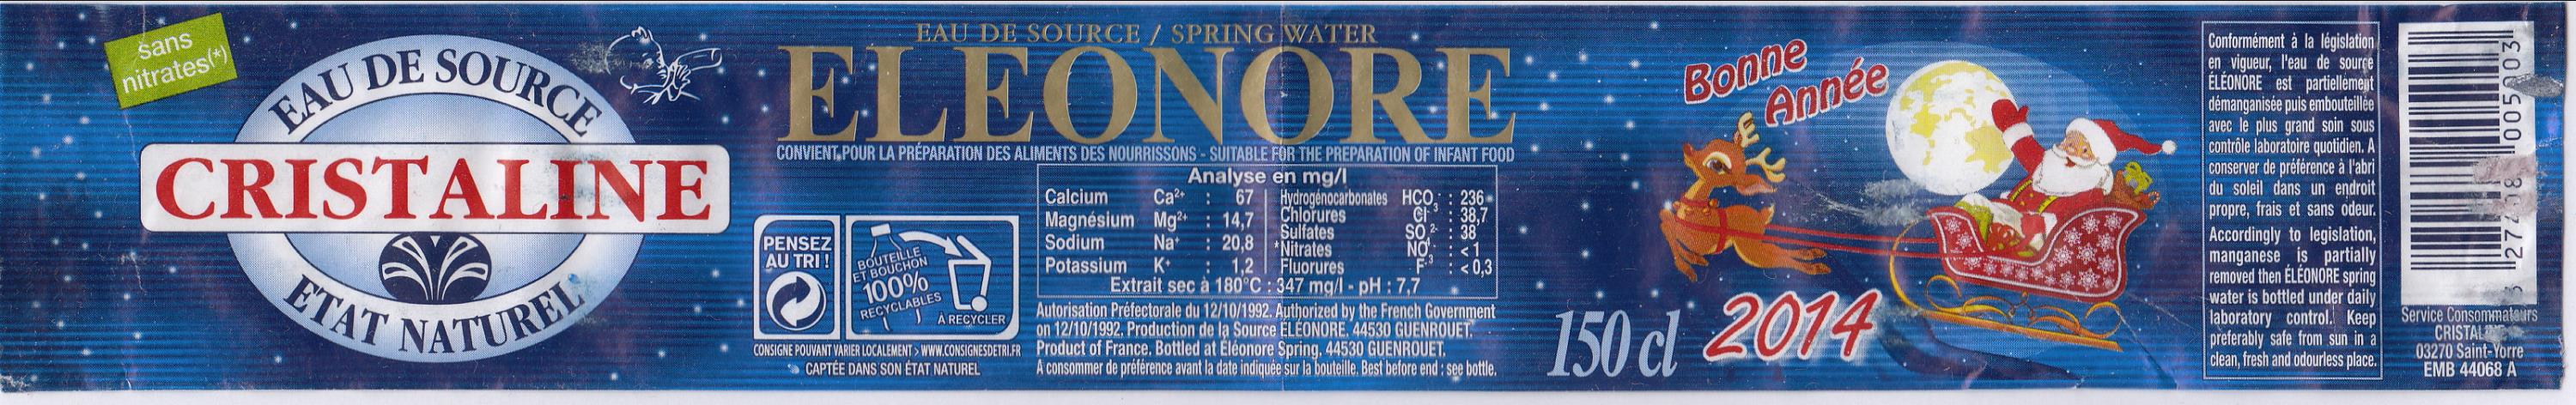 sans
nitrates(*)
EAU DE SOURCE
CRISTALINE
ETAT NATUREL
EAU DE SOURCE / SPRING WATER
ELEONORE
CONVIENT POUR LA PRÉPARATION DES ALIMENTS DES NOURRISSONS - SUITABLE FOR THE PREPARATION OF INFANT FOOD
PENSEZ
AU TRI !
BOUTEILLE
ET BOUCHON
100%
RECYCLABLES
À RECYCLER
CONSIGNE POUVANT VARIER LOCALEMENT > WWW.CONSIGNESDETRI.FR
CAPTÉE DANS SON ÉTAT NATUREL
Analyse en mg/l
Calcium Ca²⁺ : 67
Magnésium Mg²⁺ : 14,7
Sodium Na⁺ : 20,8
Potassium K⁺ : 1,2
Hydrogénocarbonates HCO₃⁻ : 236
Chlorures Cl⁻ : 38,7
Sulfates SO₄²⁻ : 38
*Nitrates NO₃⁻ : <1
Fluorures F⁻ : <0,3
Extrait sec à 180°C : 347 mg/l - pH : 7,7
Autorisation Préfectorale du 12/10/1992. Authorized by the French Government
on 12/10/1992. Production de la Source ELÉONORE. 44530 GUENROUET.
Product of France, Bottled at Éléonore Spring, 44530 GUENROUET.
A consommer de préférence avant la date indiquée sur la bouteille. Best before end : see bottle.
150 cl
Bonne
Année
2014
Conformément à la législation
en vigueur, l'eau de source
ÉLÉONORE est partiellement
démanganisée puis embouteillée
avec le plus grand soin sous
contrôle laboratoire quotidien. A
conserver de préférence à l'abri
du soleil dans un endroit
propre, frais et sans odeur.
Accordingly to legislation,
manganese is partially
removed then ÉLÉONORE spring
water is bottled under daily
laboratory control. Keep
preferably safe from sun in a
clean, fresh and odourless place.
005003
Service Consommateurs
CRISTALINE
03270 Saint-Yorre
EMB 44068 A